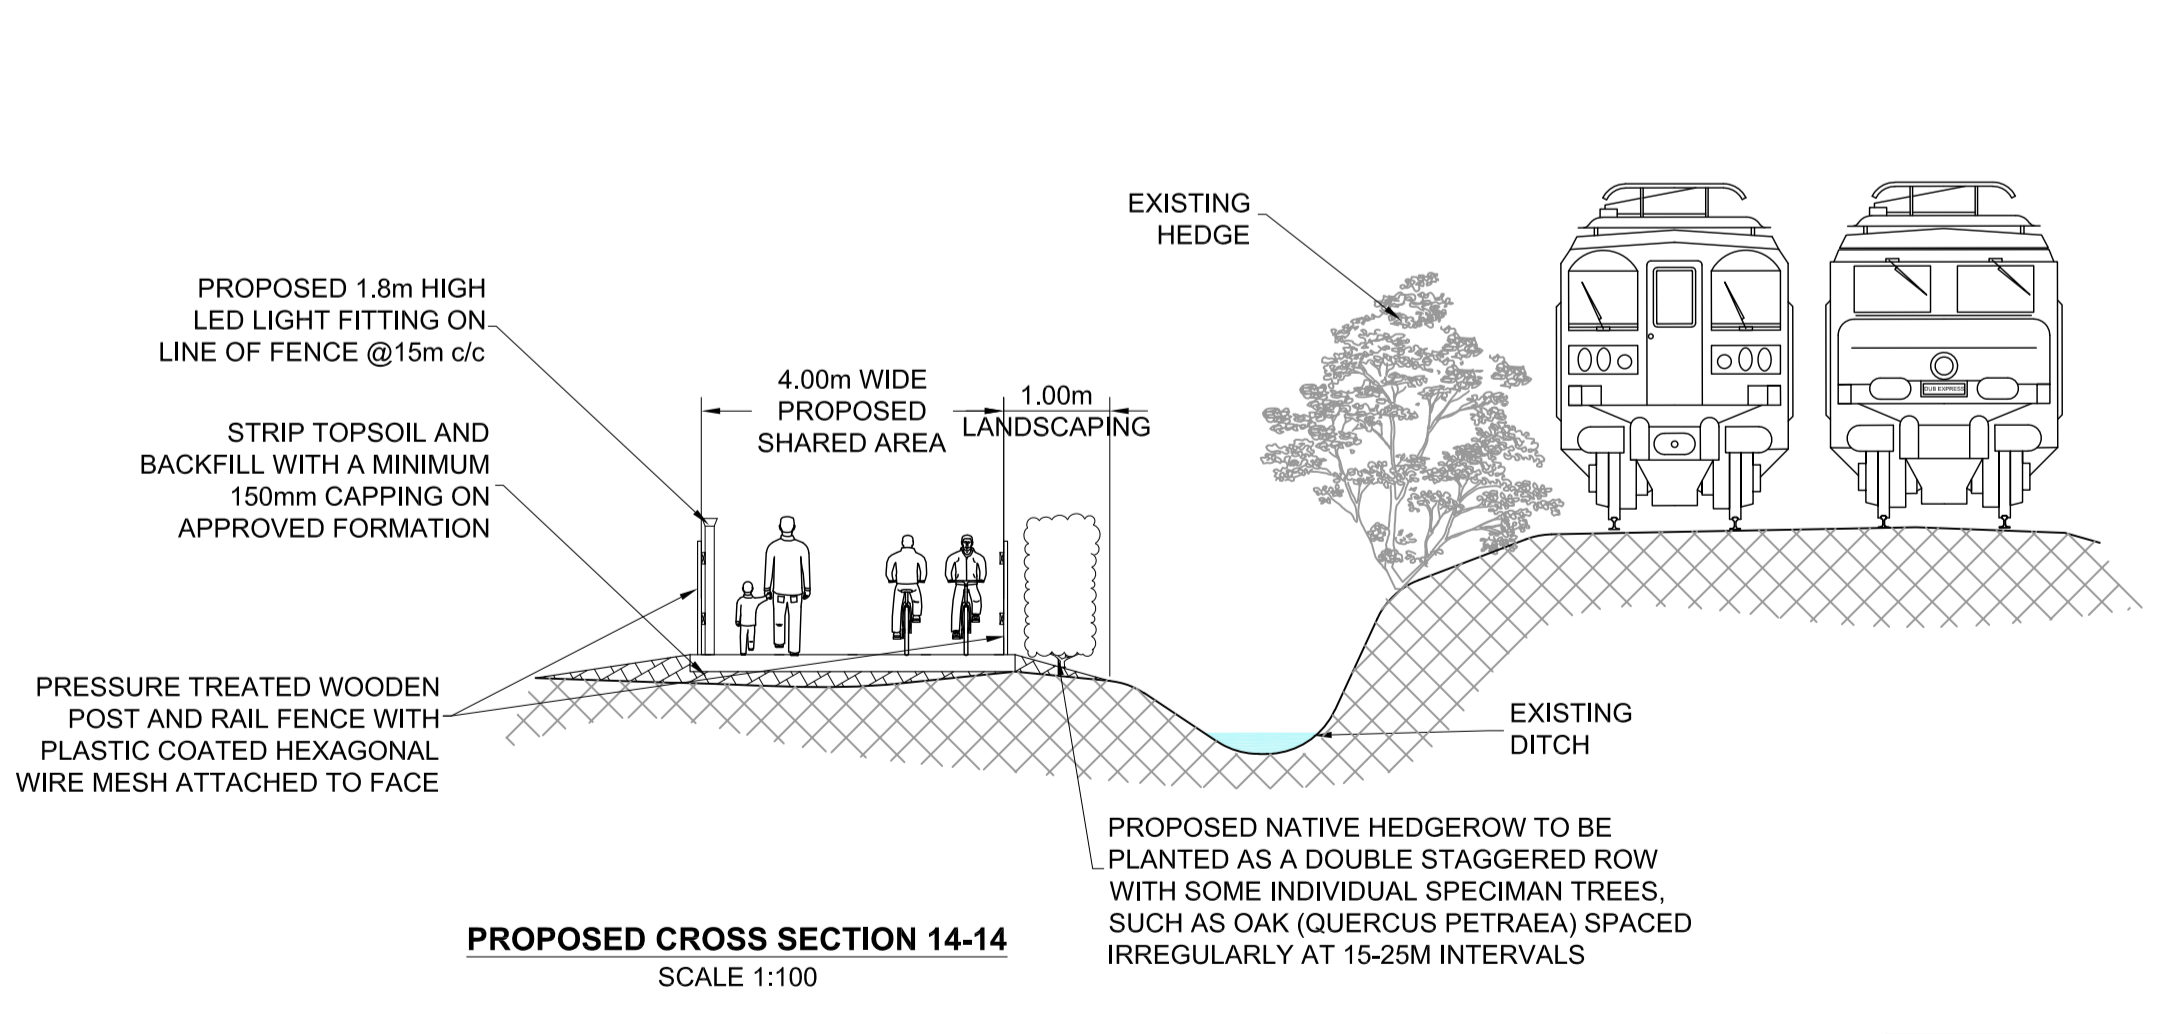 EXISTING
HEDGE
PROPOSED 1.8m HIGH
LED LIGHT FITTING ON
LINE OF FENCE @15m c/c
4.00m WIDE
PROPOSED
SHARED AREA
1.00m
LANDSCAPING
DUB EXPRESS
STRIP TOPSOIL AND
BACKFILL WITH A MINIMUM
150mm CAPPING ON
APPROVED FORMATION
PRESSURE TREATED WOODEN
POST AND RAIL FENCE WITH
PLASTIC COATED HEXAGONAL
WIRE MESH ATTACHED TO FACE
EXISTING
DITCH
PROPOSED NATIVE HEDGEROW TO BE
PLANTED AS A DOUBLE STAGGERED ROW
WITH SOME INDIVIDUAL SPECIMAN TREES,
SUCH AS OAK (QUERCUS PETRAEA) SPACED
IRREGULARLY AT 15-25M INTERVALS
PROPOSED CROSS SECTION 14-14
SCALE 1:100